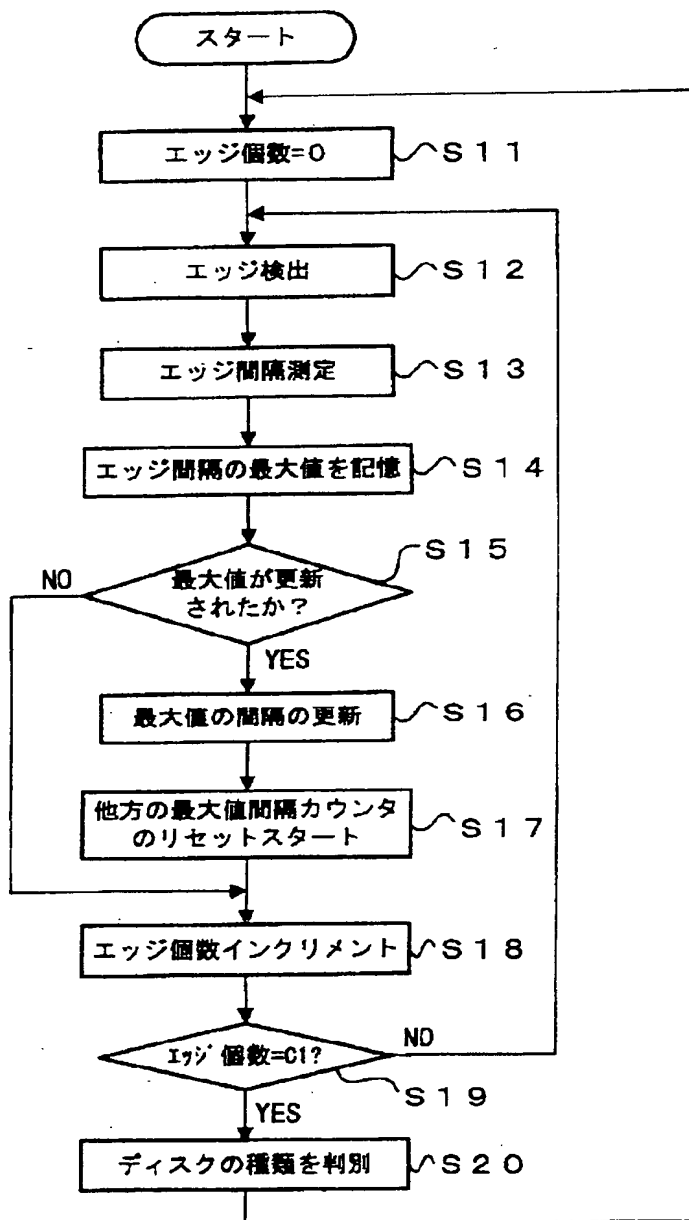 スタート
エッジ個数=0
S11
エッジ検出
S12
エッジ間隔測定
S13
エッジ間隔の最大値を記憶
S14
S15
NO
最大値が更新
されたか？
YES
最大値の間隔の更新
S16
他方の最大値間隔カウンタ
のリセットスタート
S17
エッジ個数インクリメント
S18
ｴｯｼﾞ個数=C1?
NO
S19
YES
ディスクの種類を判別
S20